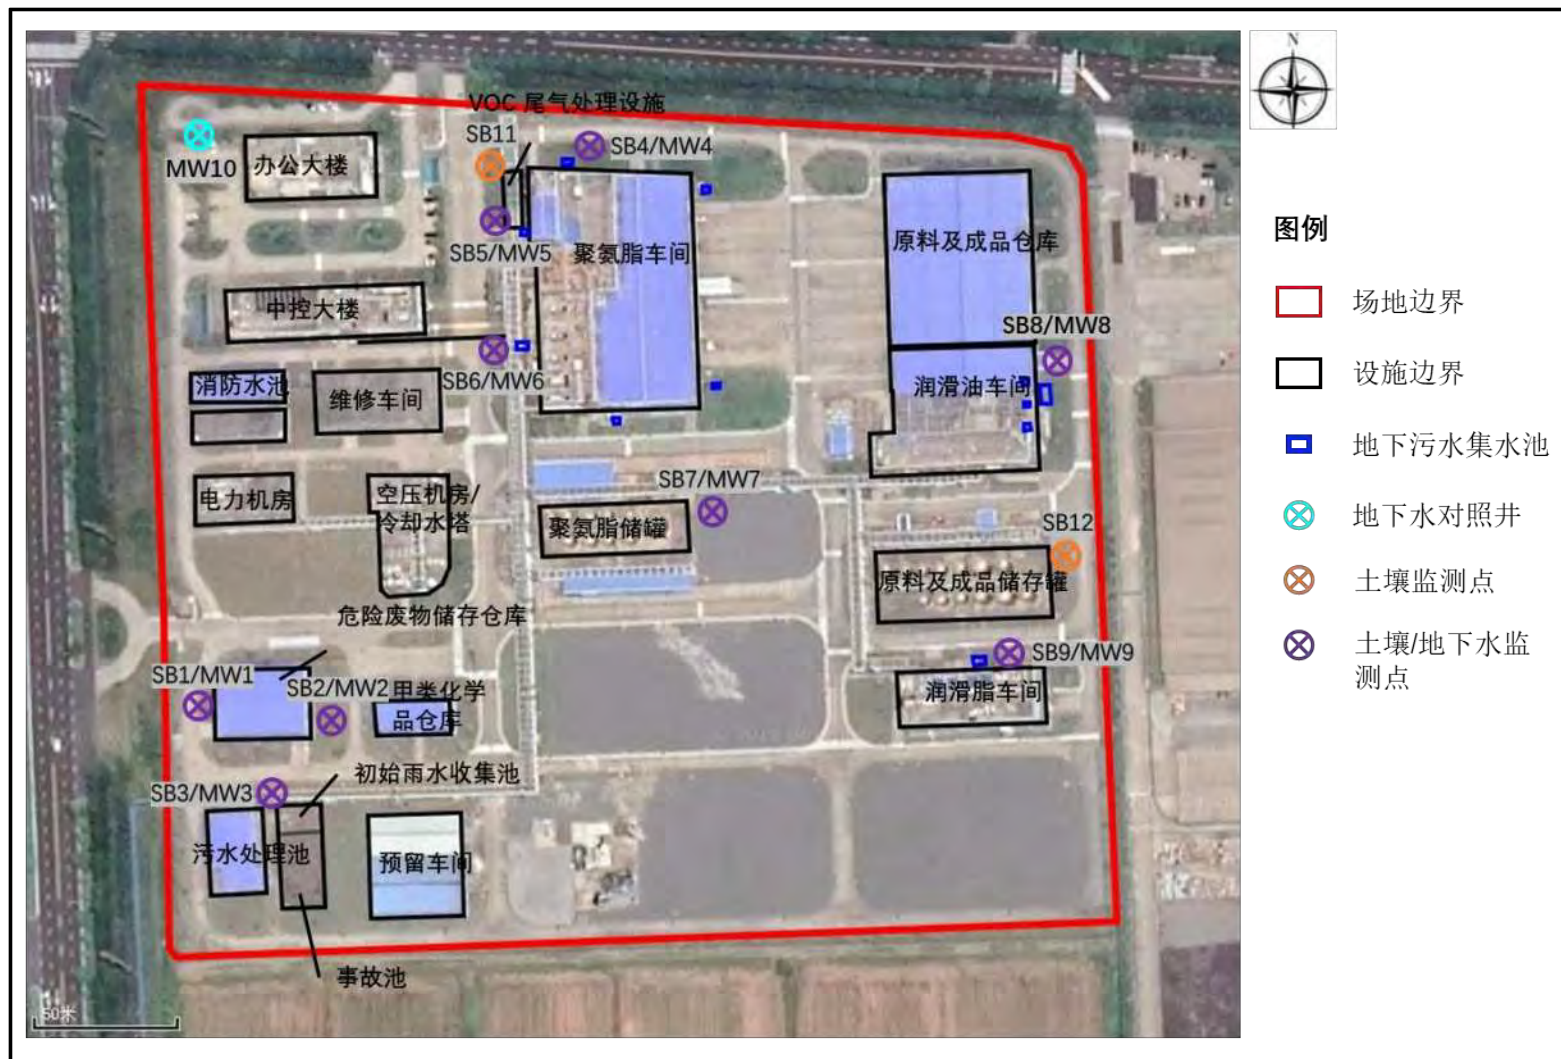 N
VOC 尾气处理设施
SB11
SB4/MW4
MW10
办公大楼
SB5/MW5
聚氨脂车间
原料及成品仓库
中控大楼
SB8/MW8
SB6/MW6
消防水池
维修车间
润滑油车间
电力机房
空压机房/
冷却水塔
SB7/MW7
聚氨脂储罐
SB12
原料及成品储存罐
危险废物储存仓库
SB1/MW1
SB2/MW2
甲类化学
品仓库
SB9/MW9
润滑脂车间
初始雨水收集池
SB3/MW3
污水处理池
预留车间
事故池
50米
图例
场地边界
设施边界
地下污水集水池
地下水对照井
土壤监测点
土壤/地下水监
测点